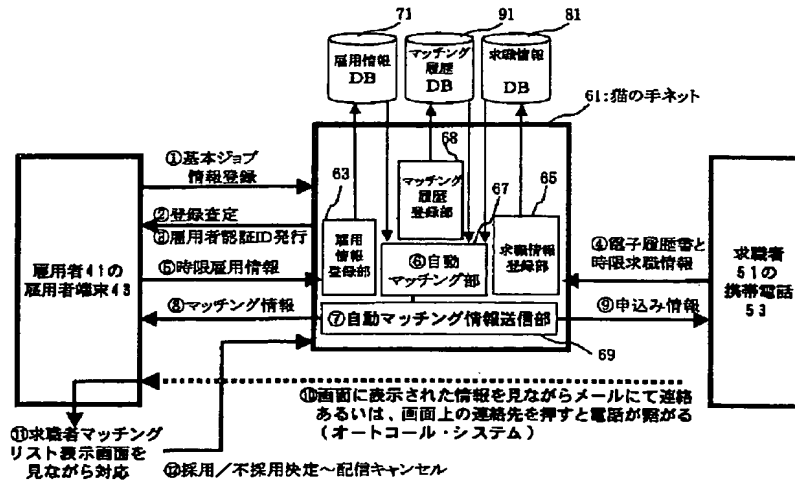 71
91
81
雇用情報
DB
マッチング
履歴
DB
求職情報
DB
61:猫の手ネット
①基本ジョブ
情報登録
②登録査定
③雇用者認証ID発行
⑤時限雇用情報
⑧マッチング情報
雇用者41の
雇用者端末43
63
雇用
情報
登録部
68
マッチング
履歴
登録部
67
⑥自動
マッチング部
65
求職情報
登録部
⑦自動マッチング情報送信部
69
④電子履歴書と
時限求職情報
⑨申込み情報
求職者
51の
携帯電話
53
⑩画面に表示された情報を見ながらメールにて連絡
あるいは、画面上の連絡先を押すと電話が繋がる
(オートコール・システム)
⑪求職者マッチング
リスト表示画面を
見ながら対応
⑫採用/不採用決定~配信キャンセル